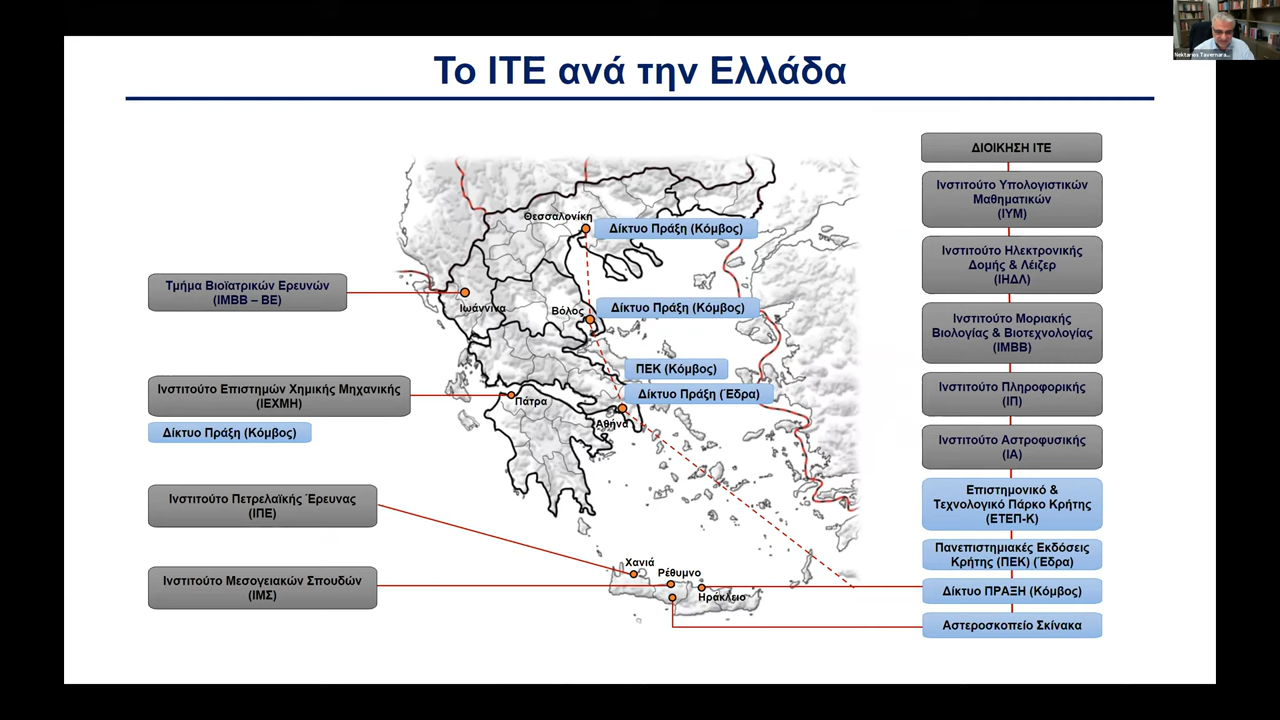 Το ΙΤΕ ανά την Ελλάδα
Nektarios Tavernara...
ΔΙΟΙΚΗΣΗ ΙΤΕ
Ινστιτούτο Υπολογιστικών
Μαθηματικών
(ΙΥΜ)
Ινστιτούτο Ηλεκτρονικής
Δομής & Λέιζερ
(ΙΗΔΛ)
Ινστιτούτο Μοριακής
Βιολογίας & Βιοτεχνολογίας
(ΙΜΒΒ)
Ινστιτούτο Πληροφορικής
(ΙΠ)
Ινστιτούτο Αστροφυσικής
(ΙΑ)
Επιστημονικό &
Τεχνολογικό Πάρκο Κρήτης
(ΕΤΕΠ-Κ)
Πανεπιστημιακές Εκδόσεις
Κρήτης (ΠΕΚ) (Έδρα)
Δίκτυο ΠΡΑΞΗ (Κόμβος)
Αστεροσκοπείο Σκίνακα
Θεσσαλονίκη
Δίκτυο Πράξη (Κόμβος)
Τμήμα Βιοϊατρικών Ερευνών
(ΙΜΒΒ – ΒΕ)
Ιωάννινα
Βόλος
Δίκτυο Πράξη (Κόμβος)
ΠΕΚ (Κόμβος)
Δίκτυο Πράξη (Έδρα)
Αθήνα
Ινστιτούτο Επιστημών Χημικής Μηχανικής
(ΙΕΧΜΗ)
Δίκτυο Πράξη (Κόμβος)
Πάτρα
Ινστιτούτο Πετρελαϊκής Έρευνας
(ΙΠΕ)
Ινστιτούτο Μεσογειακών Σπουδών
(ΙΜΣ)
Χανιά
Ρέθυμνο
Ηράκλειο